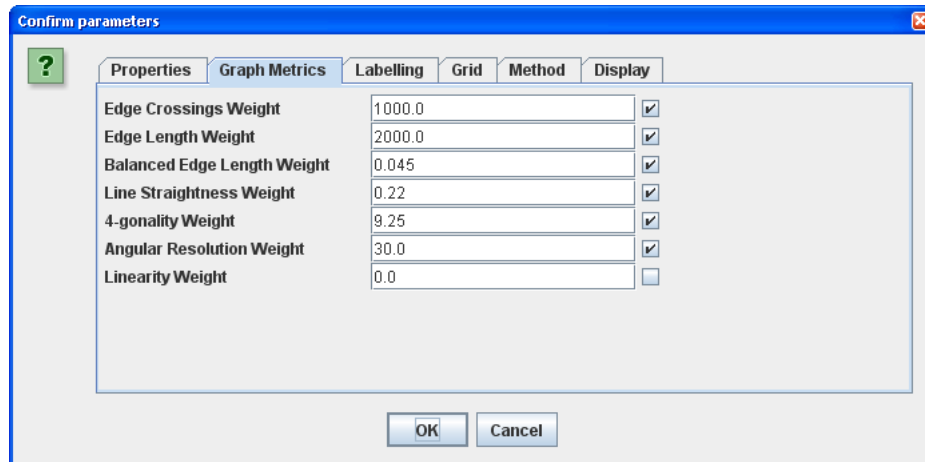 Confirm parameters
?
Properties Graph Metrics Labelling Grid Method Display
Edge Crossings Weight 1000.0
Edge Length Weight 2000.0
Balanced Edge Length Weight 0.045
Line Straightness Weight 0.22
4-gonality Weight 9.25
Angular Resolution Weight 30.0
Linearity Weight 0.0
OK Cancel